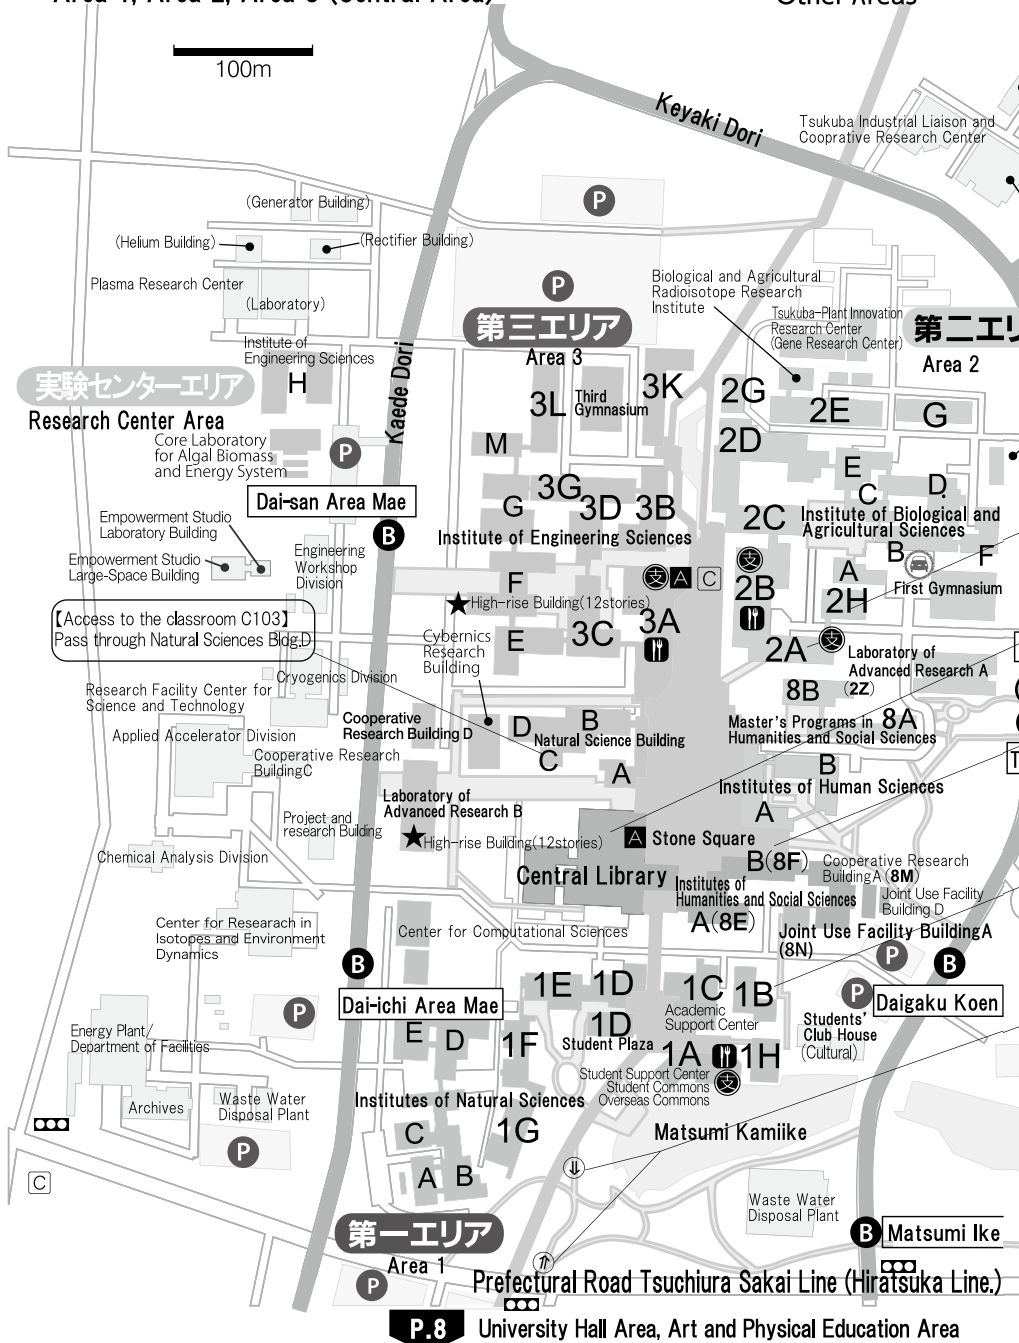 Area 1, Area 2, Area 3 (Central Area)
Other Areas
100m
Keyaki Dori
Tsukuba Industrial Liaison and
Cooprative Research Center
P
(Generator Building)
(Helium Building)
(Rectifier Building)
Plasma Research Center
(Laboratory)
P
Biological and Agricultural
Radioisotope Research
Institute
Tsukuba-Plant Innovation
Research Center
(Gene Research Center)
第三エリア
Area 3
第二エリ
Area 2
Institute of
Engineering Sciences
H
Kaede Dori
実験センターエリア
Research Center Area
3L
Third
Gymnasium
3K
2G
2E
G
Core Laboratory
for Algal Biomass
and Energy System
P
M
2D
E
C
D
Dai-san Area Mae
B
3G
G
3D
3B
2C
Institute of Engineering Sciences
Institute of Biological and
Agricultural Sciences
Empowerment Studio
Laboratory Building
Empowerment Studio
Large-Space Building
Engineering
Workshop
Division
F
支
A
C
支
2B
B
A
F
First Gymnasium
2H
【Access to the classroom C103】
Pass through Natural Sciences Bldg.D
High-rise Building(12stories)
Cybernics
Research
Building
E
3C
3A
2A
支
Laboratory of
Advanced Research A
(2Z)
8B
Cryogenics Division
Research Facility Center for
Science and Technology
Applied Accelerator Division
Cooperative Research
BuildingC
Cooperative
Research Building D
D
B
Natural Science Building
C
A
Master's Programs in 8A
Humanities and Social Sciences
B
Institutes of Human Sciences
A
Laboratory of
Advanced Research B
High-rise Building(12stories)
Project and
research Building
Chemical Analysis Division
A
Stone Square
Central Library
B(8F)
Cooperative Research
BuildingA (8M)
Institutes of
Humanities and Social Sciences
A(8E)
Joint Use Facility
Building D
Joint Use Facility BuildingA
(8N)
Center for Researach in
Isotopes and Environment
Dynamics
Center for Computational Sciences
B
P
B
Dai-ichi Area Mae
P
1E
1D
1C
1B
P
Daigaku Koen
Academic
Support Center
Students'
Club House
(Cultural)
Energy Plant/
Department of Facilities
E
D
1F
1D
Student Plaza
1A
1H
Student Support Center
Student Commons
Overseas Commons
支
Archives
Waste Water
Disposal Plant
Institutes of Natural Sciences
C
1G
Matsumi Kamiike
P
C
A
B
Waste Water
Disposal Plant
第一エリア
Area 1
B
Matsumi Ike
P
Prefectural Road Tsuchiura Sakai Line (Hiratsuka Line.)
P.8
University Hall Area, Art and Physical Education Area